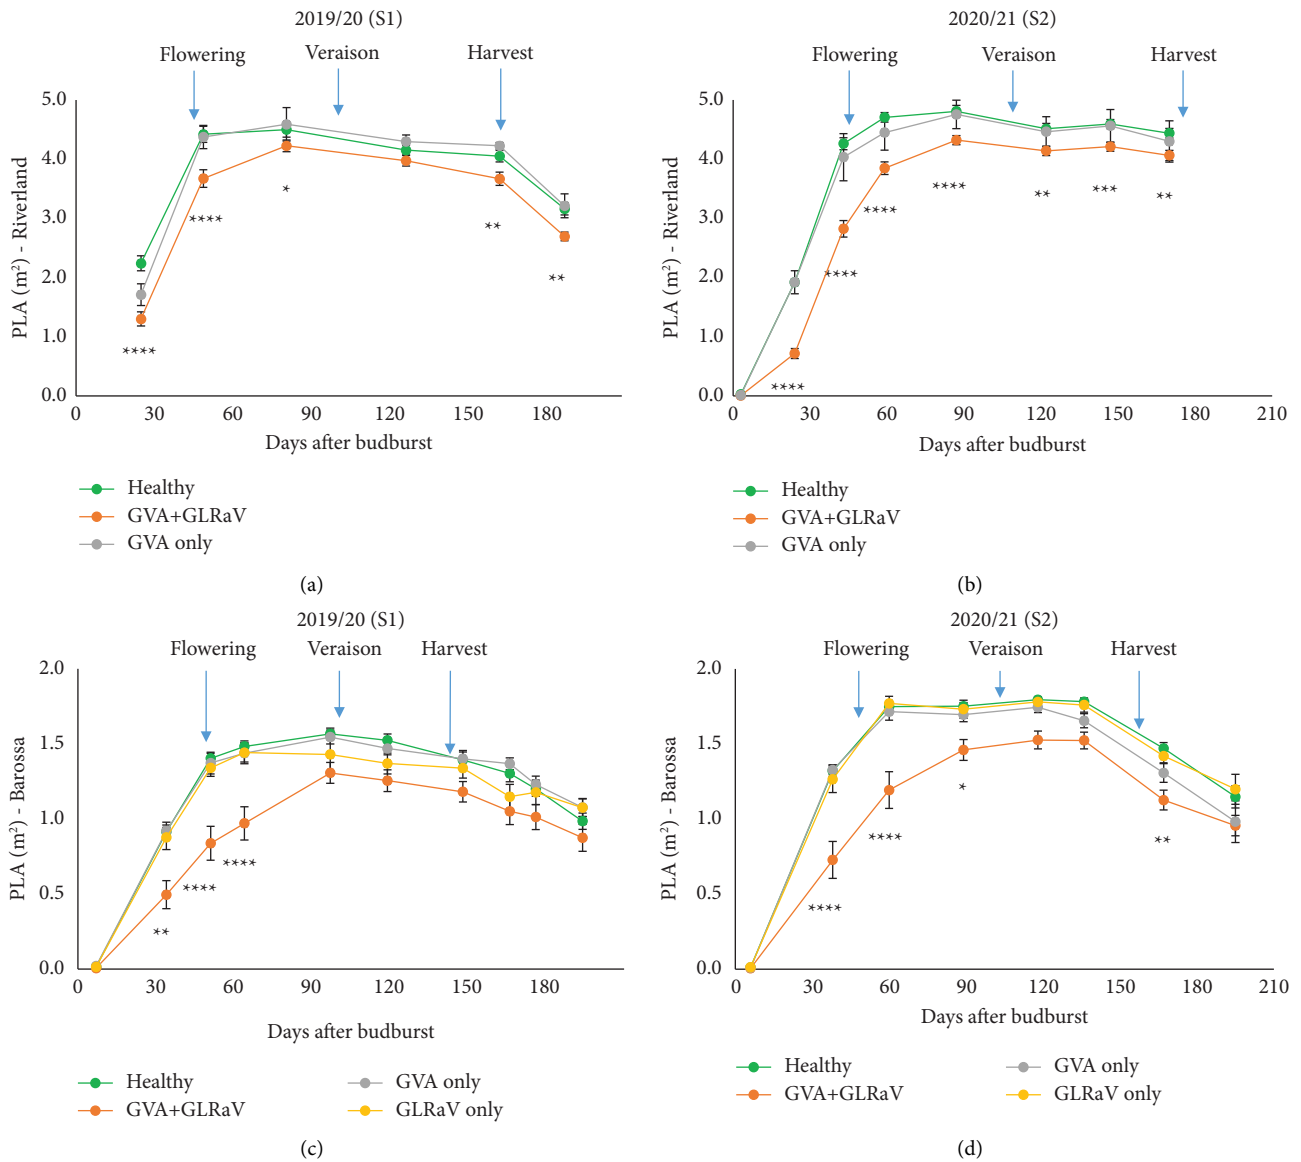 2019/20 (S1)
Flowering Veraison Harvest
5.0
4.0
3.0
2.0
1.0
0.0
PLA (m²) - Riverland
**** **** * ** **
0 30 60 90 120 150 180
Days after budburst
Healthy
GVA+GLRaV
GVA only
(a)
2020/21 (S2)
Flowering Veraison Harvest
5.0
4.0
3.0
2.0
1.0
0.0
PLA (m²) - Riverland
**** **** **** **** ** *** **
0 30 60 90 120 150 180 210
Days after budburst
Healthy
GVA+GLRaV
GVA only
(b)
2019/20 (S1)
Flowering Veraison Harvest
2.0
1.5
1.0
0.5
0.0
PLA (m²) - Barossa
** **** ****
0 30 60 90 120 150 180
Days after budburst
Healthy GVA only
GVA+GLRaV GLRaV only
(c)
2020/21 (S2)
Flowering Veraison Harvest
2.0
1.5
1.0
0.5
0.0
PLA (m²) - Barossa
**** **** * **
0 30 60 90 120 150 180 210
Days after budburst
Healthy GVA only
GVA+GLRaV GLRaV only
(d)